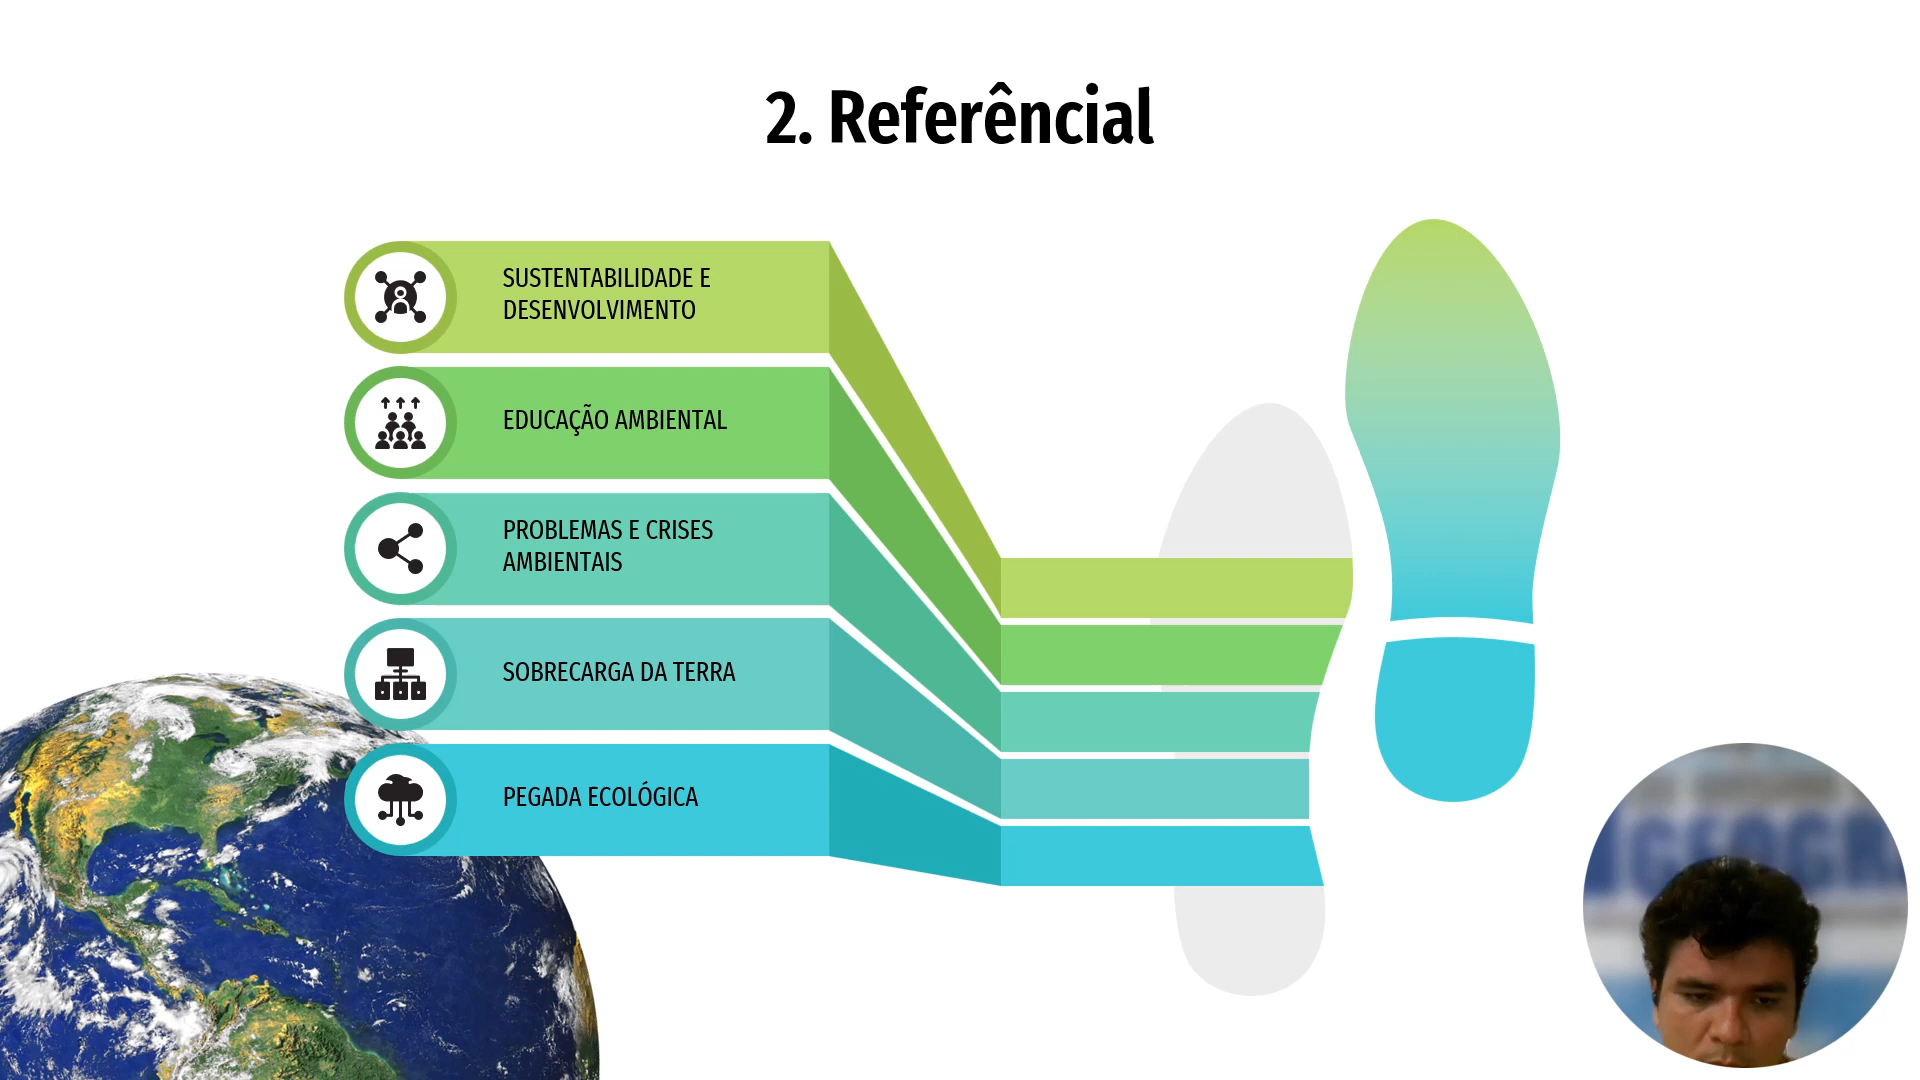 2. Referêncial
SUSTENTABILIDADE E
DESENVOLVIMENTO
EDUCAÇÃO AMBIENTAL
PROBLEMAS E CRISES
AMBIENTAIS
SOBRECARGA DA TERRA
PEGADA ECOLÓGICA